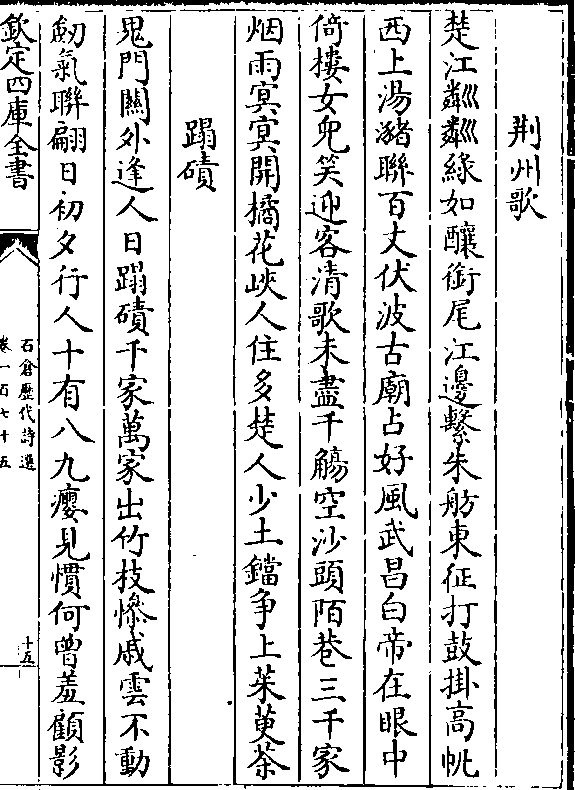 荆州歌
楚江粼粼綠如釀銜尾江邊繫朱舫東征打鼓掛高帆
西上湯豬聯百丈伏波古廟占好風武昌白帝在眼中
倚樓女兒笑迎客清歌未盡千觴空沙頭陌巷三千家
烟雨冥冥開橘花峽人住多楚人少土鐺争上茱萸茶
蹋磧
鬼門關外逢人日蹋磧千家萬家出竹枝慘戚雲不動
劒氣聯翩日初夕行人十有八九癭見慣何曾羞顧影
欽定四庫全書
石倉歷代詩選
卷一百七十五
十五